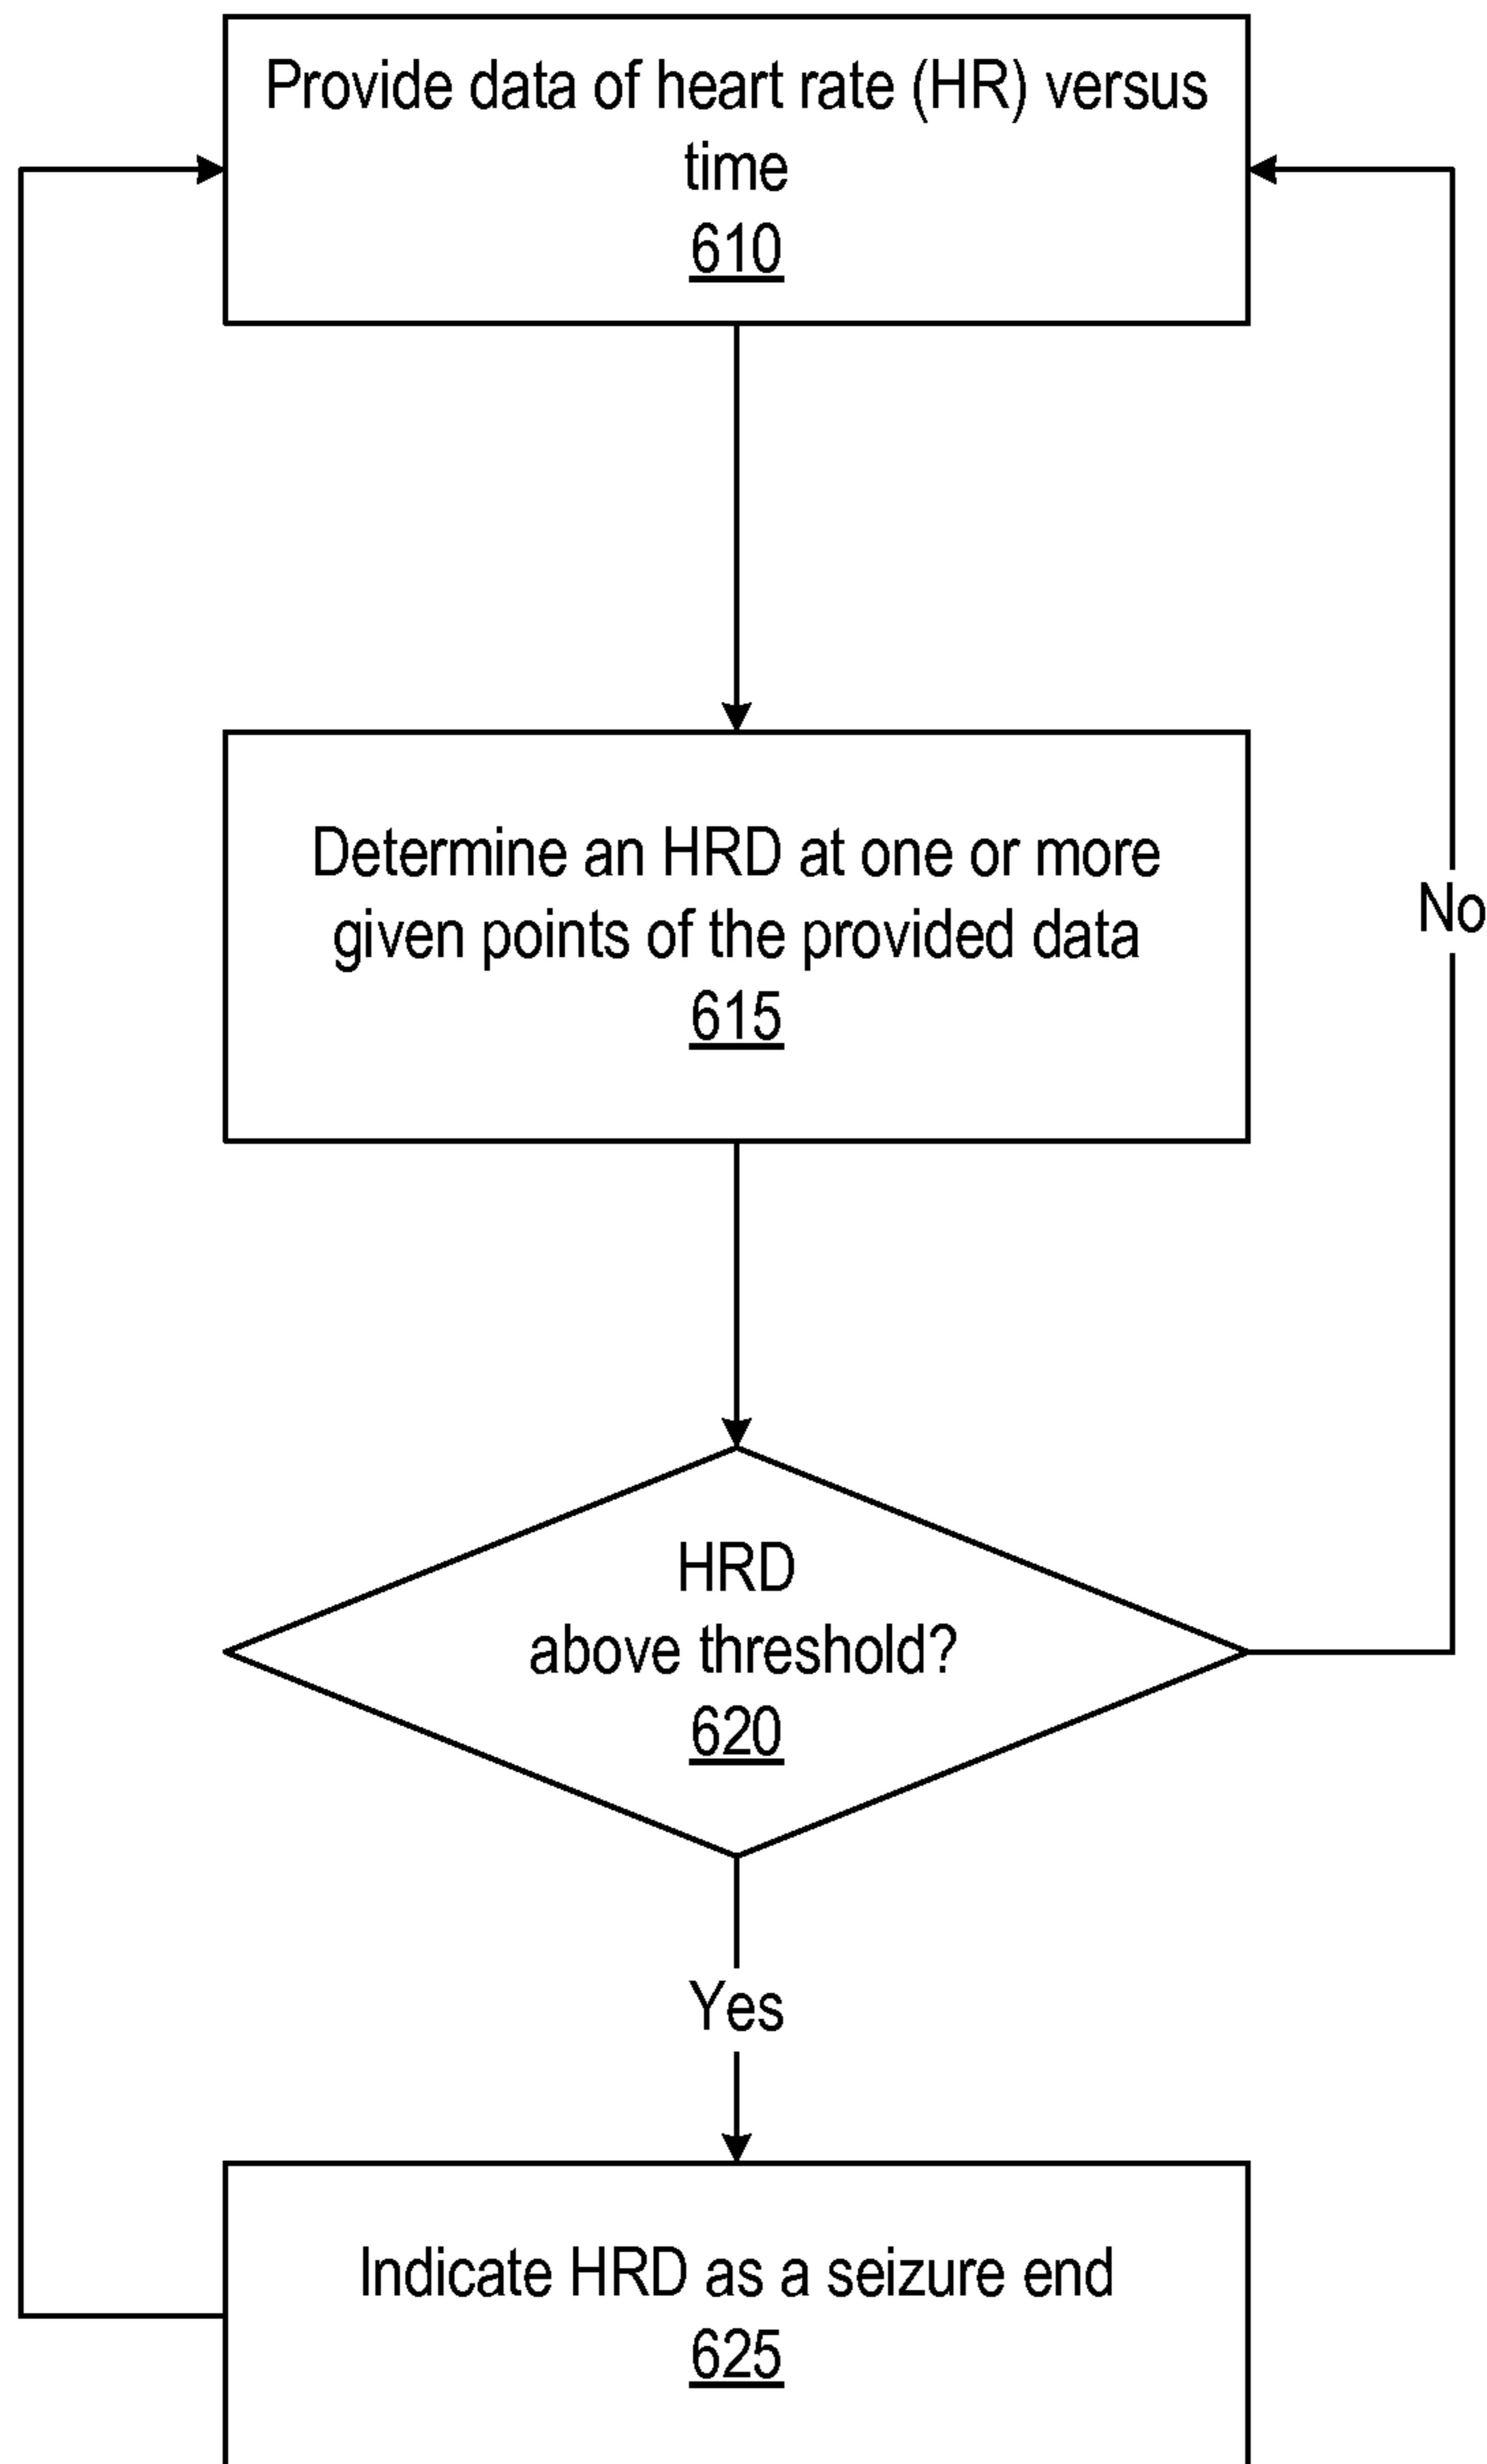 Provide data of heart rate (HR) versus
time
610
Determine an HRD at one or more
given points of the provided data
615
No
HRD
above threshold?
620
Yes
Indicate HRD as a seizure end
625